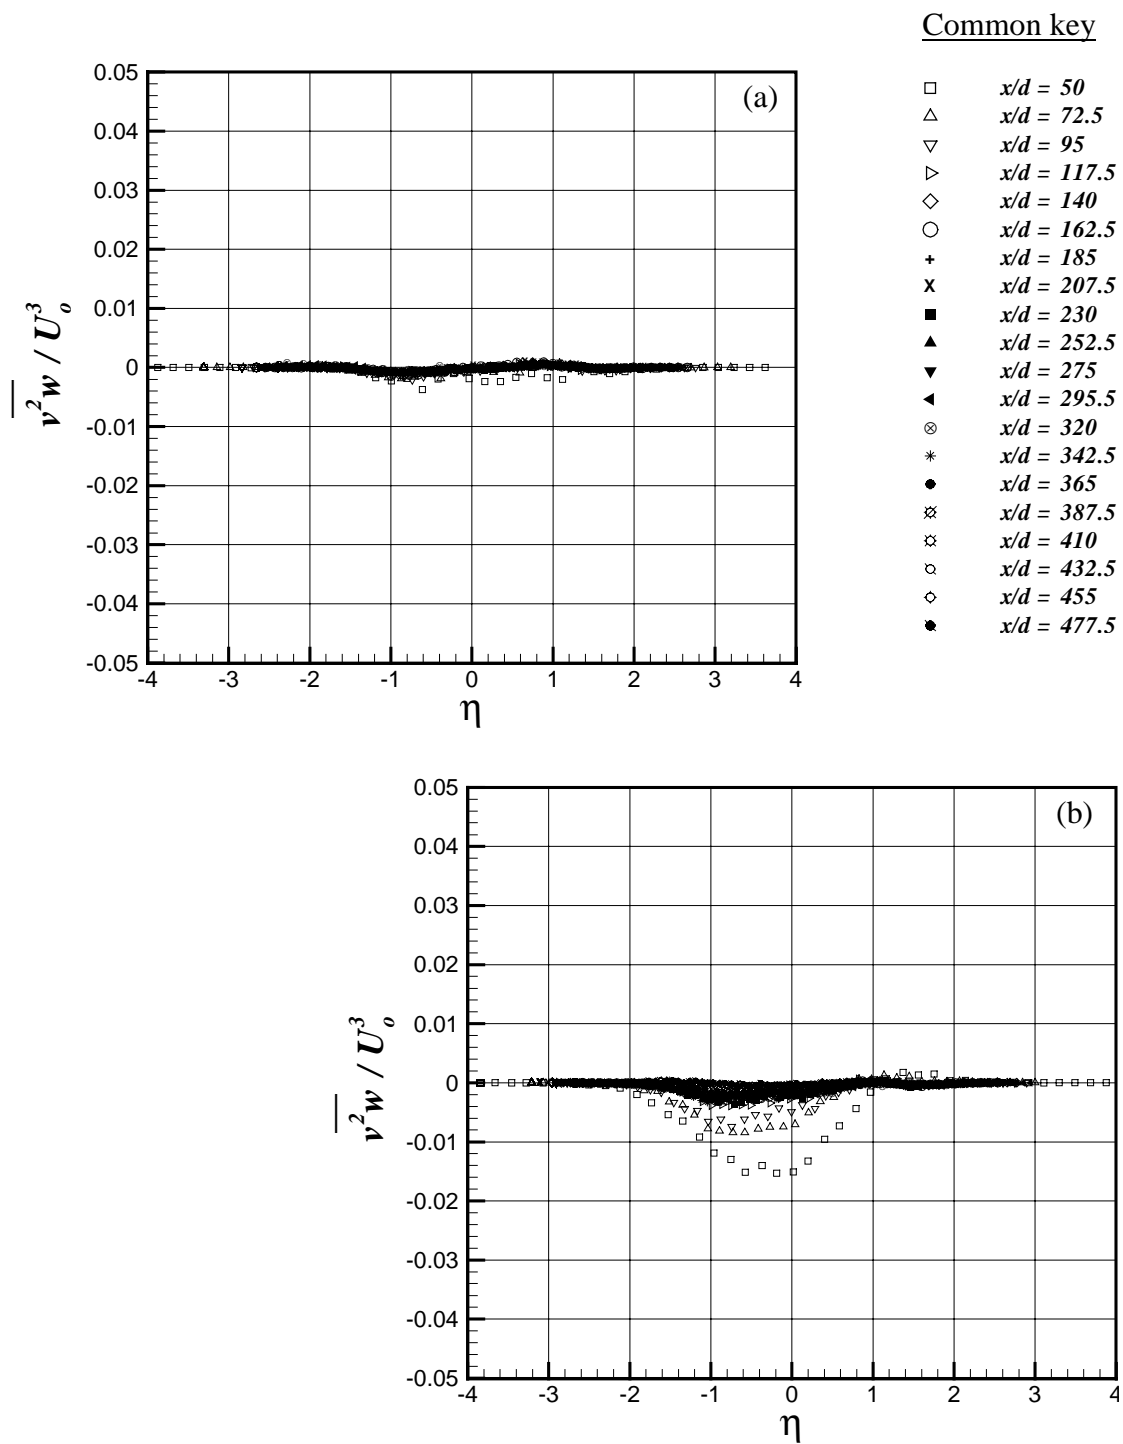 Common key
x/d = 50
x/d = 72.5
x/d = 95
x/d = 117.5
x/d = 140
x/d = 162.5
x/d = 185
x/d = 207.5
x/d = 230
x/d = 252.5
x/d = 275
x/d = 295.5
x/d = 320
x/d = 342.5
x/d = 365
x/d = 387.5
x/d = 410
x/d = 432.5
x/d = 455
x/d = 477.5
(a)
0.05
0.04
0.03
0.02
0.01
0
-0.01
-0.02
-0.03
-0.04
-0.05
-4 -3 -2 -1 0 1 2 3 4
η
v²w / U³ₒ
(b)
0.05
0.04
0.03
0.02
0.01
0
-0.01
-0.02
-0.03
-0.04
-0.05
-4 -3 -2 -1 0 1 2 3 4
η
v²w / U³ₒ